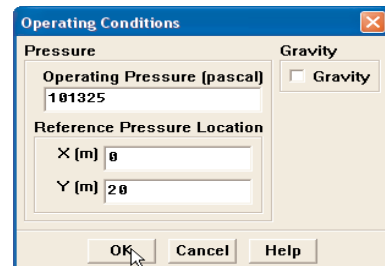 Operating Conditions
Pressure
Operating Pressure (pascal)
101325
Reference Pressure Location
X (m) 0
Y (m) 20
Gravity
Gravity
OK Cancel Help